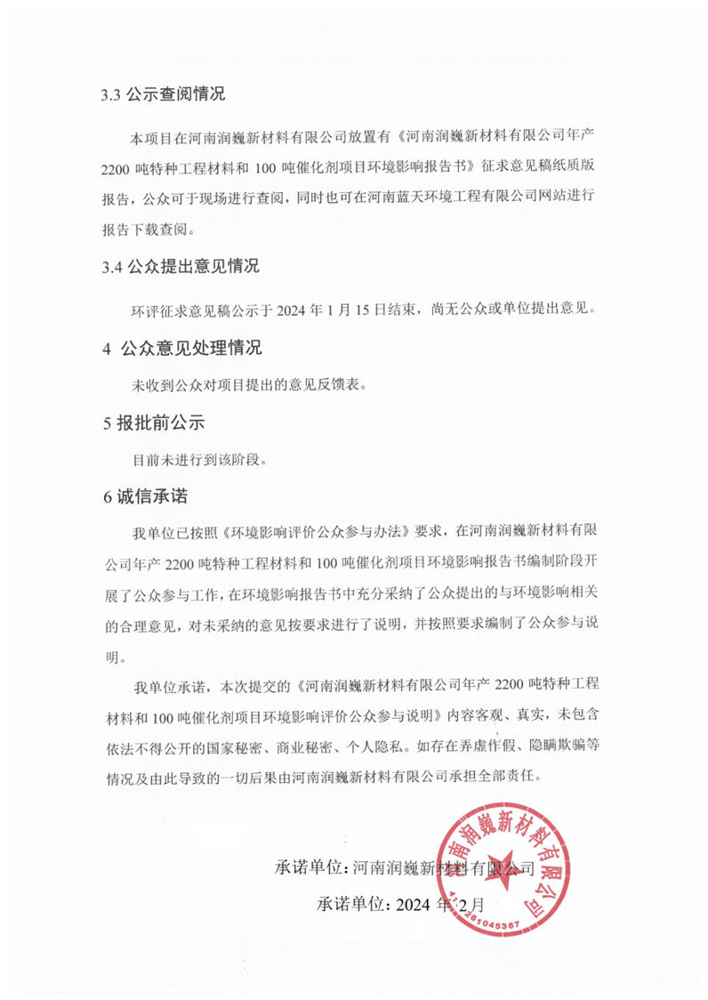 3.3 公示查阅情况
本项目在河南润巍新材料有限公司放置有《河南润巍新材料有限公司年产
2200 吨特种工程材料和 100 吨催化剂项目环境影响报告书》征求意见稿纸质版
报告，公众可于现场进行查阅，同时也可在河南蓝天环境工程有限公司网站进行
报告下载查阅。
3.4 公众提出意见情况
环评征求意见稿公示于 2024 年 1 月 15 日结束，尚无公众或单位提出意见。
4 公众意见处理情况
未收到公众对项目提出的意见反馈表。
5 报批前公示
目前未进行到该阶段。
6 诚信承诺
我单位已按照《环境影响评价公众参与办法》要求，在河南润巍新材料有限
公司年产 2200 吨特种工程材料和 100 吨催化剂项目环境影响报告书编制阶段开
展了公众参与工作，在环境影响报告书中充分采纳了公众提出的与环境影响相关
的合理意见，对未采纳的意见按要求进行了说明，并按照要求编制了公众参与说
明。
我单位承诺，本次提交的《河南润巍新材料有限公司年产 2200 吨特种工程
材料和 100 吨催化剂项目环境影响评价公众参与说明》内容客观、真实，未包含
依法不得公开的国家秘密、商业秘密、个人隐私。如存在弄虚作假、隐瞒欺骗等
情况及由此导致的一切后果由河南润巍新材料有限公司承担全部责任。
承诺单位：河南润巍新材料有限公司
承诺单位：2024 年 2 月
河南润巍新材料有限公司